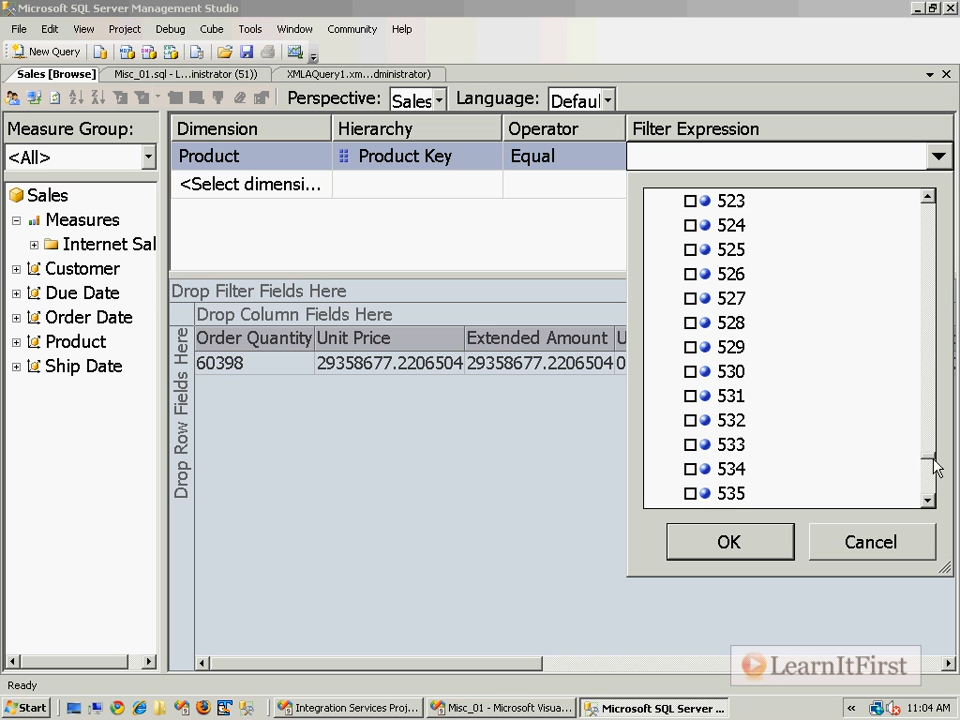 Microsoft SQL Server Management Studio
File Edit View Project Debug Cube Tools Window Community Help
New Query
Sales [Browse] Misc_01.sql - L...inistrator (51)) XMLAQuery1.xm...dministrator)
Perspective: Sales Language: Defaul
Measure Group:
<All>
Sales
Measures
Internet Sal
Customer
Due Date
Order Date
Product
Ship Date
Dimension Hierarchy Operator Filter Expression
Product Product Key Equal
<Select dimensi...
523
524
525
526
527
528
529
530
531
532
533
534
535
OK Cancel
Drop Filter Fields Here
Drop Column Fields Here
Drop Row Fields Here
Order Quantity Unit Price Extended Amount U
60398 29358677.2206504 29358677.2206504 0
LearnItFirst
Ready
Start Integration Services Proj... Misc_01 - Microsoft Visua... Microsoft SQL Server ... « 11:04 AM